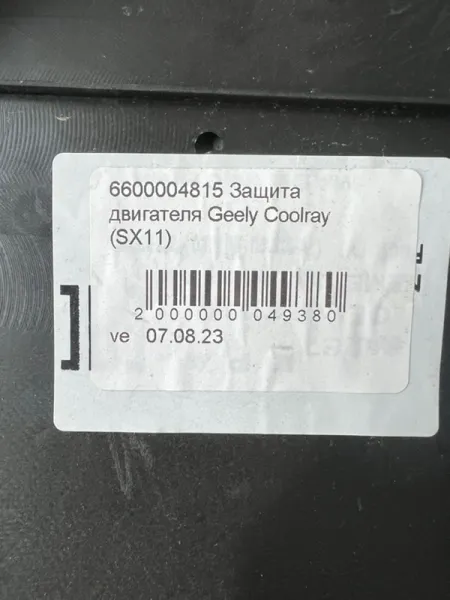 6600004815 Защита
двигателя Geely Coolray
(SX11)
2 000000 049380
ve 07.08.23